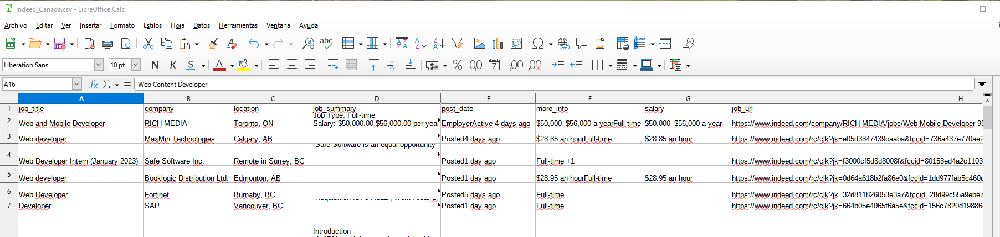 indeed_Canada.csv - LibreOffice Calc
Archivo Editar Ver Insertar Formato Estilos Hoja Datos Herramientas Ventana Ayuda
Liberation Sans 10 pt N K S
A16 Web Content Developer
A B C D E F G H
1 job_title company location job_summary post_date more_info salary job_url
Job Type: Full-time
2 Web and Mobile Developer RICH MEDIA Toronto, ON Salary: $50,000.00-$56,000.00 per year EmployerActive 4 days ago $50,000–$56,000 a yearFull-time $50,000–$56,000 a year https://www.indeed.com/company/RICH-MEDIA/jobs/Web-Mobile-Developer-99
3 Web developer MaxMin Technologies Calgary, AB Posted4 days ago $28.85 an hourFull-time $28.85 an hour https://www.indeed.com/rc/clk?jk=e05d3847439caaba&fccid=736a437e770ae2
Safe Software is an equal opportunity
4 Web Developer Intern (January 2023) Safe Software Inc. Remote in Surrey, BC Posted1 day ago Full-time +1 https://www.indeed.com/rc/clk?jk=f3000cf5d8d8008f&fccid=80158ed4a2c1103
5 Web developer Booklogic Distribution Ltd. Edmonton, AB Posted1 day ago $28.95 an hourFull-time $28.95 an hour https://www.indeed.com/rc/clk?jk=0d64a618b2fa86e0&fccid=1dd977fab5c460
6 Web Developer Fortinet Burnaby, BC Posted5 days ago Full-time https://www.indeed.com/rc/clk?jk=32d811826053e3a7&fccid=28d99c55a9ebe7
7 Developer SAP Vancouver, BC Posted1 day ago Full-time https://www.indeed.com/rc/clk?jk=664b05e4065f6a5e&fccid=156c7820d19886
Introduction